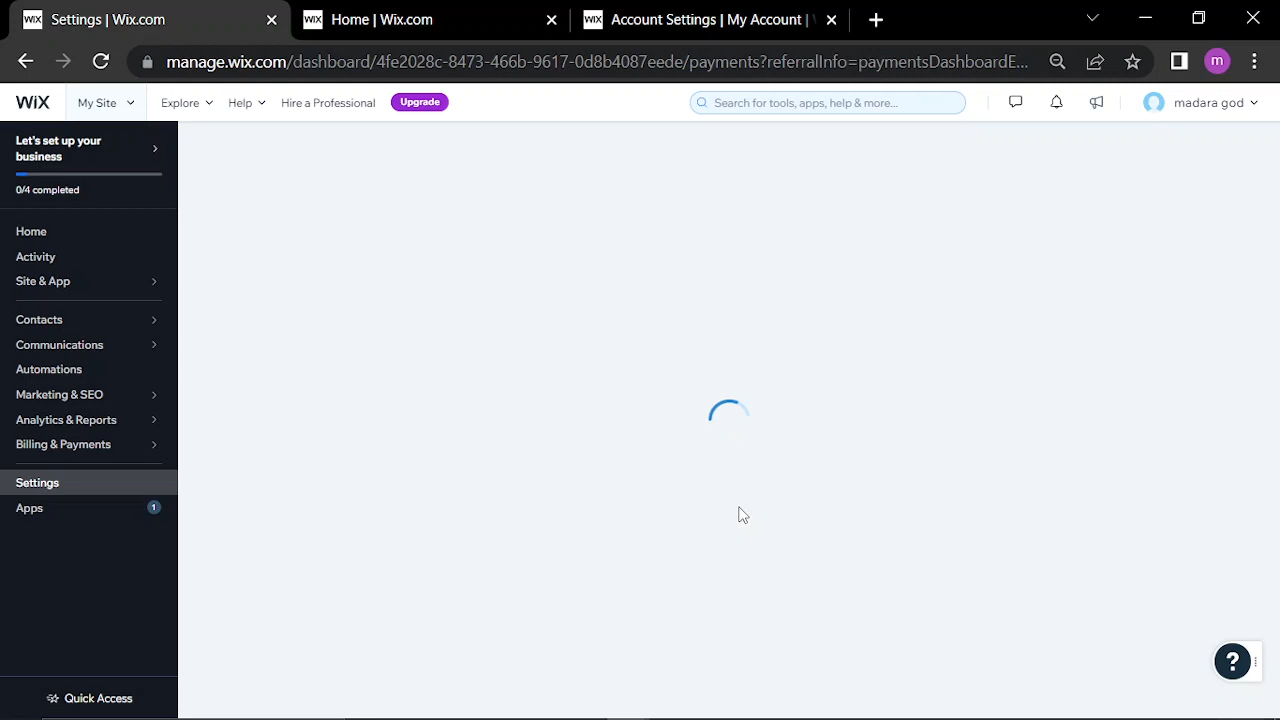 WiX Settings | Wix.com
WiX Home | Wix.com
WiX Account Settings | My Account |
manage.wix.com/dashboard/4fe2028c-8473-466b-9617-0d8b4087eede/payments?referralInfo=paymentsDashboardE...
m
WiX
My Site
Explore
Help
Hire a Professional
Upgrade
Search for tools, apps, help & more...
madara god
Let's set up your
business
0/4 completed
Home
Activity
Site & App
Contacts
Communications
Automations
Marketing & SEO
Analytics & Reports
Billing & Payments
Settings
Apps 1
?
Quick Access